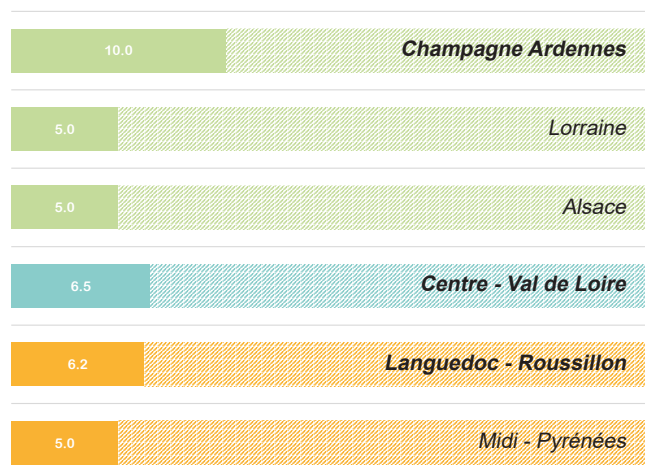 10.0 Champagne Ardennes
5.0 Lorraine
5.0 Alsace
6.5 Centre - Val de Loire
6.2 Languedoc - Roussillon
5.0 Midi - Pyrénées